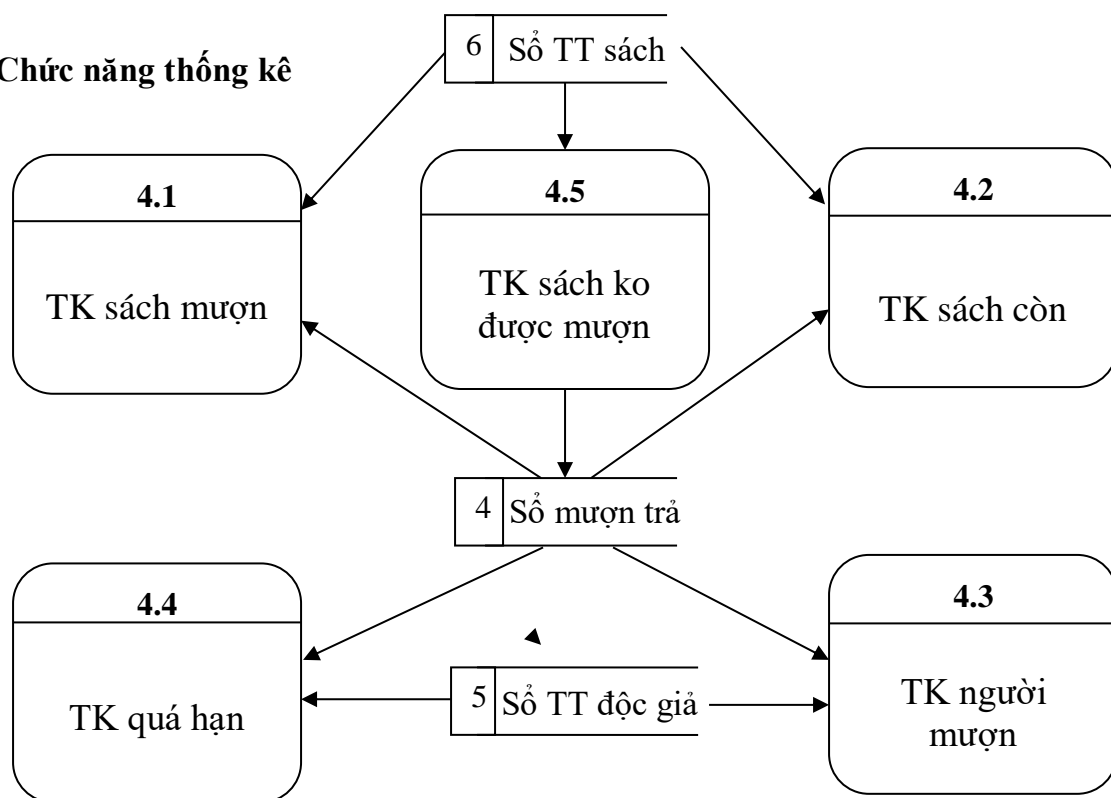 6 Sổ TT sách
Chức năng thống kê
4.1
TK sách mượn
4.5
TK sách ko
được mượn
4.2
TK sách còn
4 Sổ mượn trả
4.4
TK quá hạn
5 Sổ TT độc giả
4.3
TK người
mượn